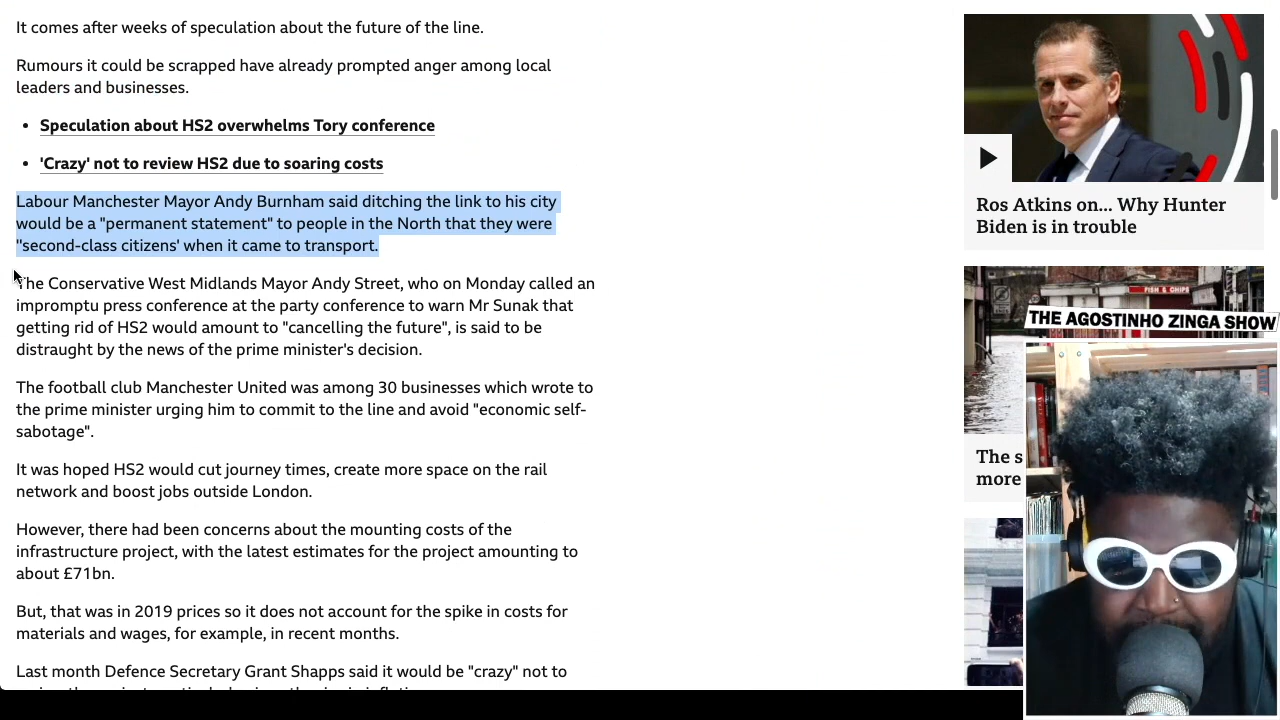 It comes after weeks of speculation about the future of the line.
Rumours it could be scrapped have already prompted anger among local
leaders and businesses.
Speculation about HS2 overwhelms Tory conference
'Crazy' not to review HS2 due to soaring costs
Labour Manchester Mayor Andy Burnham said ditching the link to his city
would be a "permanent statement" to people in the North that they were
"second-class citizens' when it came to transport.
The Conservative West Midlands Mayor Andy Street, who on Monday called an
impromptu press conference at the party conference to warn Mr Sunak that
getting rid of HS2 would amount to "cancelling the future", is said to be
distraught by the news of the prime minister's decision.
The football club Manchester United was among 30 businesses which wrote to
the prime minister urging him to commit to the line and avoid "economic self-
sabotage".
It was hoped HS2 would cut journey times, create more space on the rail
network and boost jobs outside London.
However, there had been concerns about the mounting costs of the
infrastructure project, with the latest estimates for the project amounting to
about £71bn.
But, that was in 2019 prices so it does not account for the spike in costs for
materials and wages, for example, in recent months.
Last month Defence Secretary Grant Shapps said it would be "crazy" not to
Ros Atkins on... Why Hunter
Biden is in trouble
FISH & CHIPS
THE AGOSTINHO ZINGA SHOW
The s
more